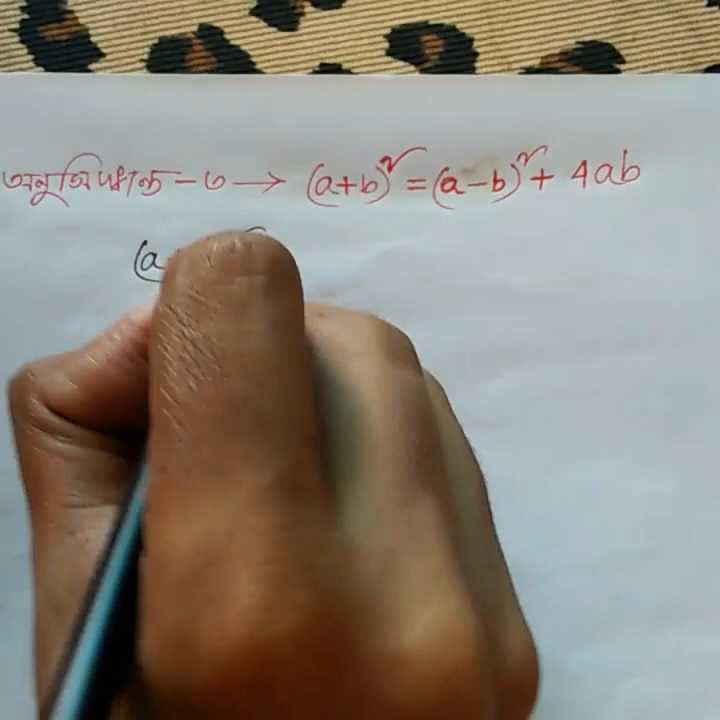 অনুসিদ্ধান্ত - ৩ → (a+b)² = (a-b)² + 4ab
(a